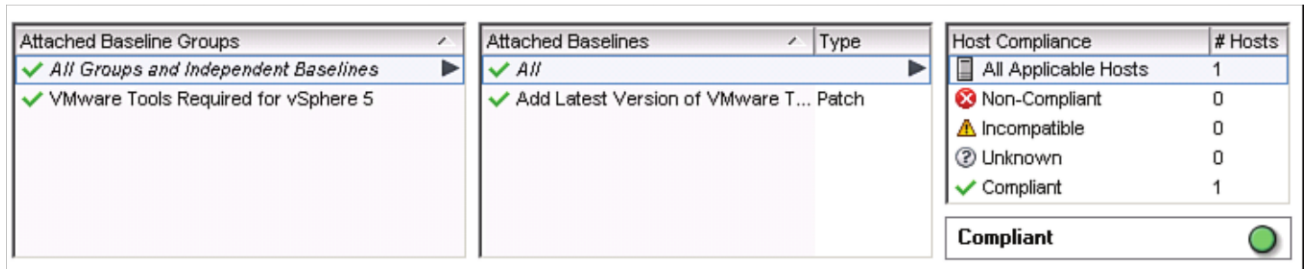 Attached Baseline Groups
All Groups and Independent Baselines
VMware Tools Required for vSphere 5
Attached Baselines Type
All
Add Latest Version of VMware T... Patch
Host Compliance # Hosts
All Applicable Hosts 1
Non-Compliant 0
Incompatible 0
Unknown 0
Compliant 1
Compliant